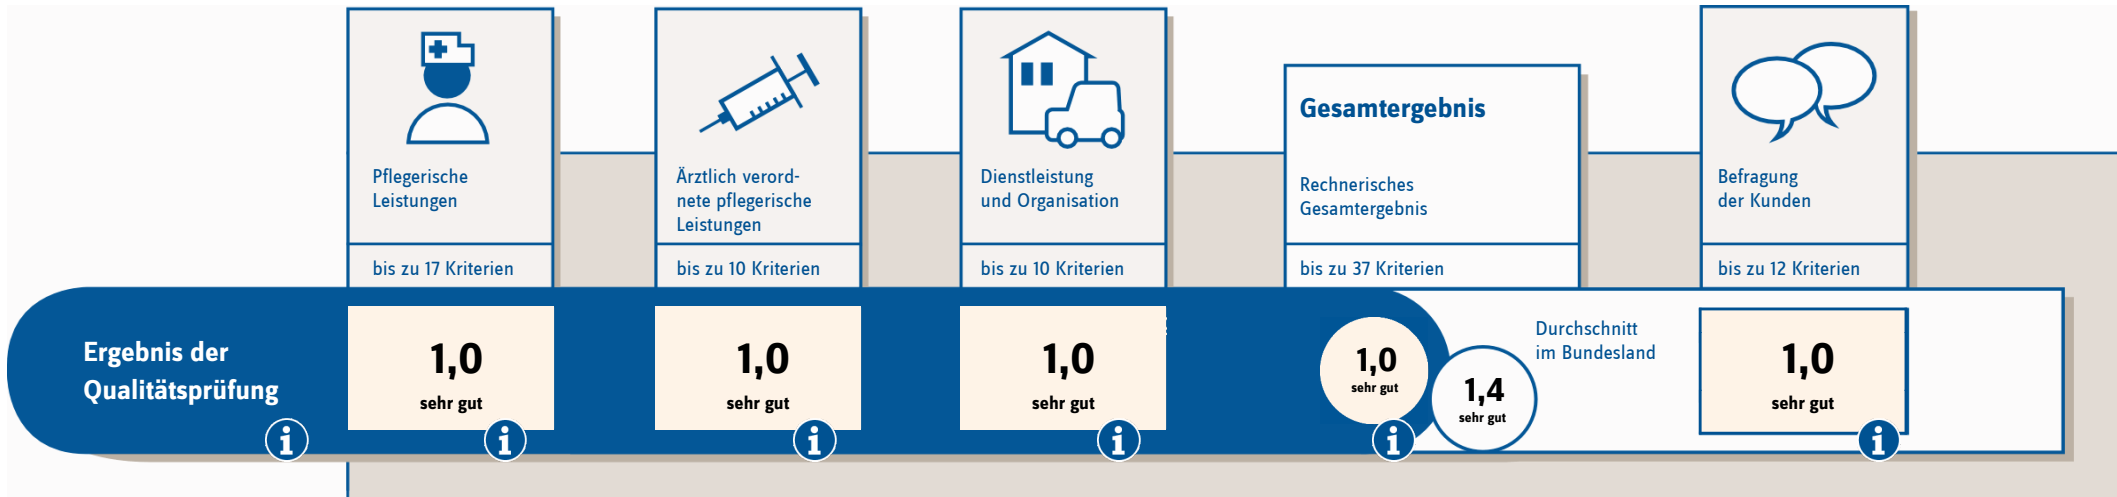 Pflegerische
Leistungen
bis zu 17 Kriterien
Ärztlich verord-
nete pflegerische
Leistungen
bis zu 10 Kriterien
Dienstleistung
und Organisation
bis zu 10 Kriterien
Gesamtergebnis
Rechnerisches
Gesamtergebnis
bis zu 37 Kriterien
Befragung
der Kunden
bis zu 12 Kriterien
Ergebnis der
Qualitätsprüfung
i
1,0
sehr gut
i
1,0
sehr gut
i
1,0
sehr gut
i
1,0
sehr gut
i
1,4
sehr gut
Durchschnitt
im Bundesland
1,0
sehr gut
i